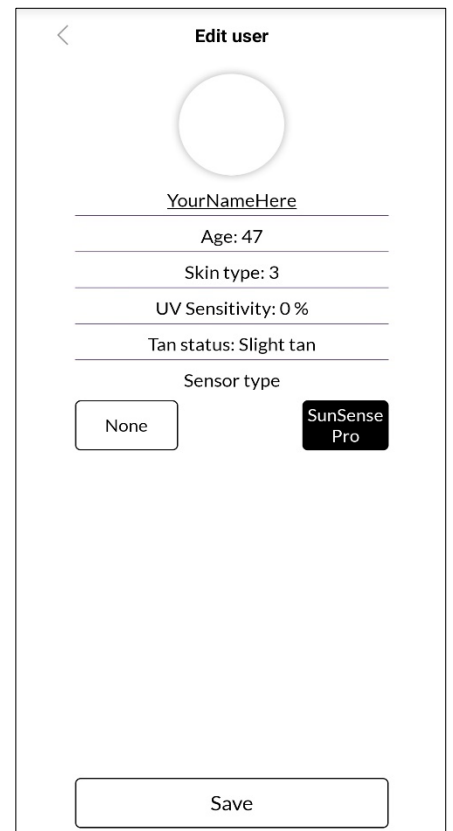 Edit user
YourNameHere
Age: 47
Skin type: 3
UV Sensitivity: 0 %
Tan status: Slight tan
Sensor type
None
SunSense
Pro
Save